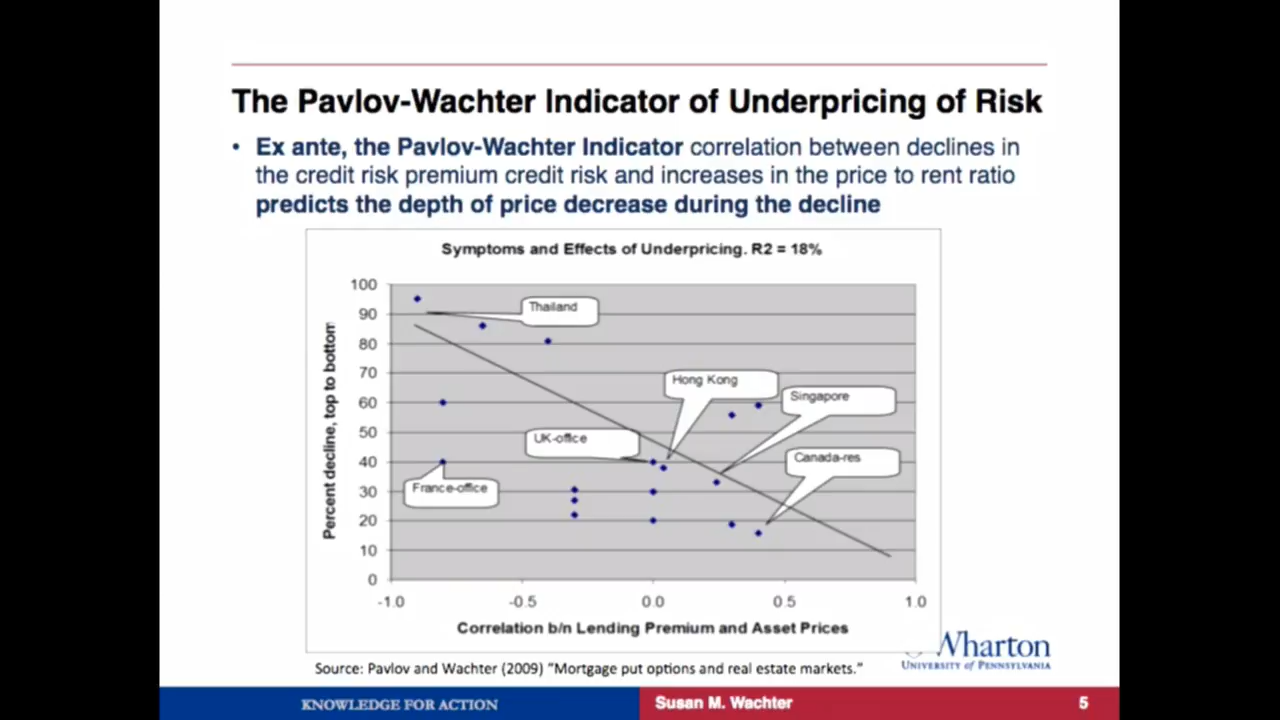 The Pavlov-Wachter Indicator of Underpricing of Risk
• Ex ante, the Pavlov-Wachter Indicator correlation between declines in
the credit risk premium credit risk and increases in the price to rent ratio
predicts the depth of price decrease during the decline
Symptoms and Effects of Underpricing. R2 = 18%
Percent decline, top to bottom
100
90
80
70
60
50
40
30
20
10
0
Thailand
Hong Kong
Singapore
UK-office
Canada-res
France-office
-1.0 -0.5 0.0 0.5 1.0
Correlation b/n Lending Premium and Asset Prices
Wharton
UNIVERSITY of PENNSYLVANIA
Source: Pavlov and Wachter (2009) "Mortgage put options and real estate markets."
KNOWLEDGE FOR ACTION
Susan M. Wachter
5